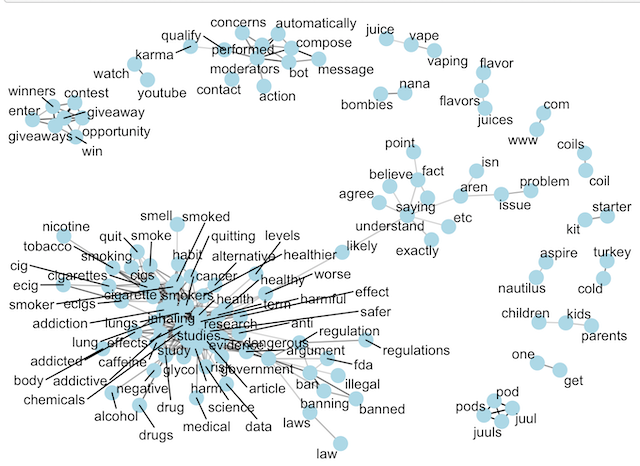 concerns
automatically
qualify
performed
compose
karma
moderators
bot
message
watch
youtube
contact
action
juice
vape
vaping
flavor
nana
bombies
flavors
juices
com
www
winners
contest
enter
giveaway
giveaways
opportunity
win
coils
coil
point
believe
fact
isn
agree
aren
problem
saying
issue
understand
etc
exactly
likely
starter
kit
aspire
nautilus
turkey
cold
children
kids
parents
one
get
pod
pods
juul
juuls
smell
smoked
nicotine
quit
smoke
quitting
levels
tobacco
smoking
habit
alternative
healthier
cig
cigarettes
cigs
cancer
healthy
worse
ecig
cigarette
smokers
health
harmful
effect
smoker
ecigs
term
safer
inhaling
addiction
lungs
research
anti
studies
regulation
lung
effects
evidence
dangerous
regulations
study
argument
addicted
caffeine
glycol
risk
government
fda
body
addictive
negative
harm
article
ban
illegal
chemicals
drug
science
banning
banned
alcohol
drugs
medical
data
laws
law